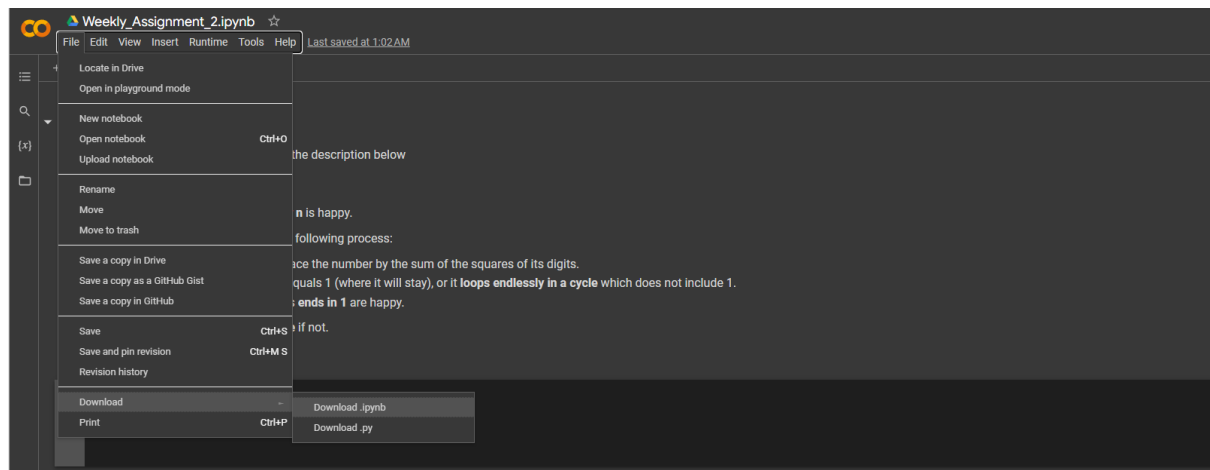 Weekly_Assignment_2.ipynb
File Edit View Insert Runtime Tools Help Last saved at 1:02 AM
Locate in Drive
Open in playground mode
New notebook
Open notebook Ctrl+O
Upload notebook
the description below
Rename
Move
n is happy.
Move to trash
following process:
Save a copy in Drive
ace the number by the sum of the squares of its digits.
Save a copy as a GitHub Gist
quals 1 (where it will stay), or it loops endlessly in a cycle which does not include 1.
Save a copy in GitHub
ends in 1 are happy.
Save Ctrl+S
if not.
Save and pin revision Ctrl+M S
Revision history
Download
Download .ipynb
Print Ctrl+P
Download .py
{x}